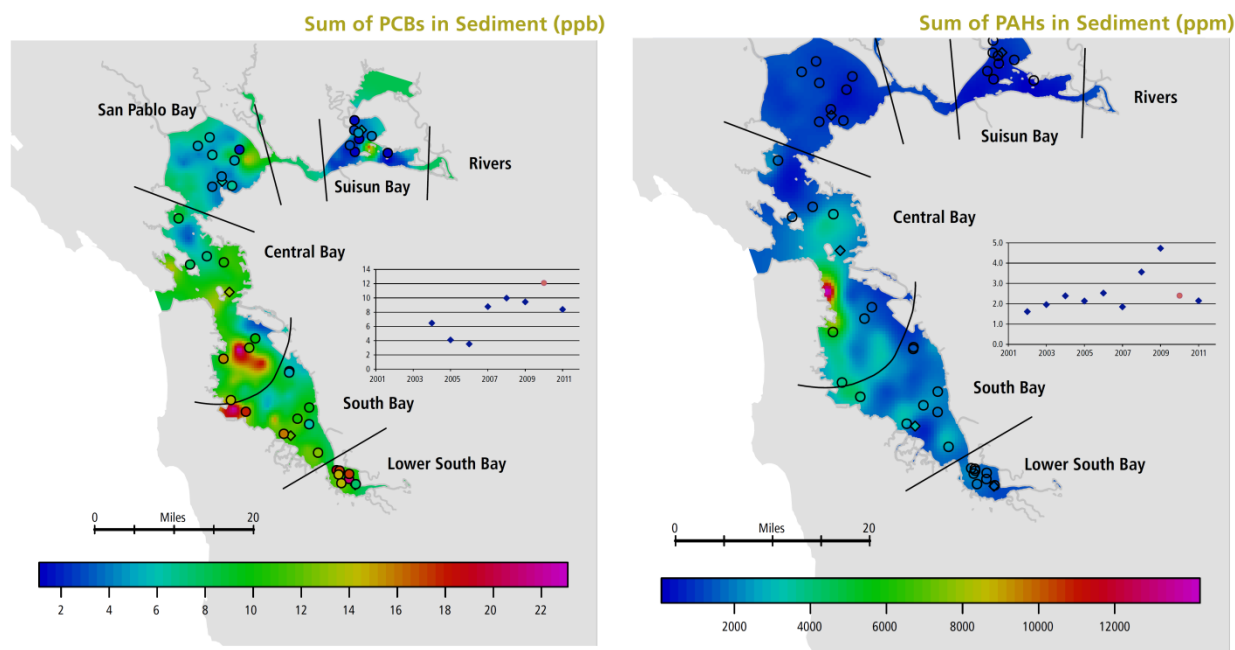 Sum of PCBs in Sediment (ppb)
San Pablo Bay
Rivers
Suisun Bay
Central Bay
14
12
10
8
6
4
2
0
2001 2003 2005 2007 2009 2011
South Bay
Lower South Bay
0 Miles 20
2 4 6 8 10 12 14 16 18 20 22
Sum of PAHs in Sediment (ppm)
Rivers
Suisun Bay
Central Bay
5.0
4.0
3.0
2.0
1.0
0.0
2001 2003 2005 2007 2009 2011
South Bay
Lower South Bay
0 Miles 20
2000 4000 6000 8000 10000 12000